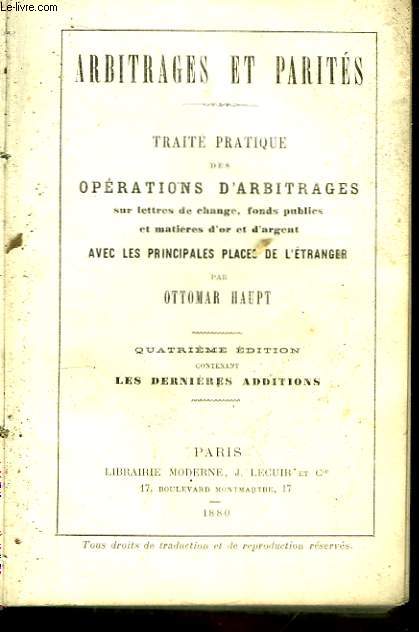 Le-livre.com
ARBITRAGES ET PARITÉS
TRAITÉ PRATIQUE
DES
OPÉRATIONS D'ARBITRAGES
sur lettres de change, fonds publics
et matières d'or et d'argent
AVEC LES PRINCIPALES PLACES DE L'ÉTRANGER
PAR
OTTOMAR HAUPT
QUATRIÈME ÉDITION
CONTENANT
LES DERNIÈRES ADDITIONS
PARIS
LIBRAIRIE MODERNE, J. LECUIR ET Cie
17, BOULEVARD MONTMARTRE, 17
1880
Tous droits de traduction et de reproduction réservés.